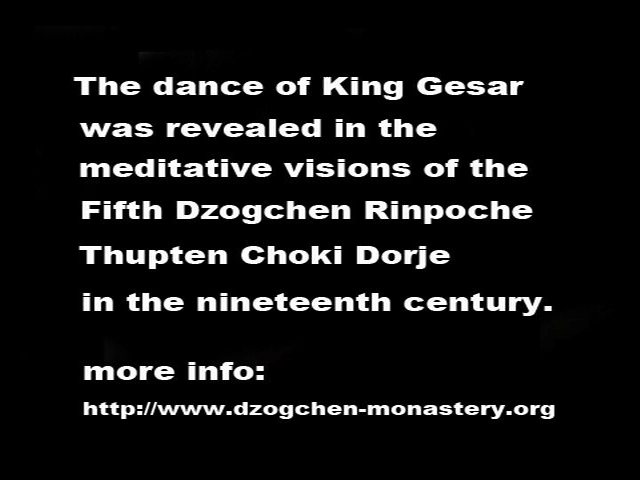 The dance of King Gesar
was revealed in the
meditative visions of the
Fifth Dzogchen Rinpoche
Thupten Choki Dorje
in the nineteenth century.
more info:
http://www.dzogchen-monastery.org